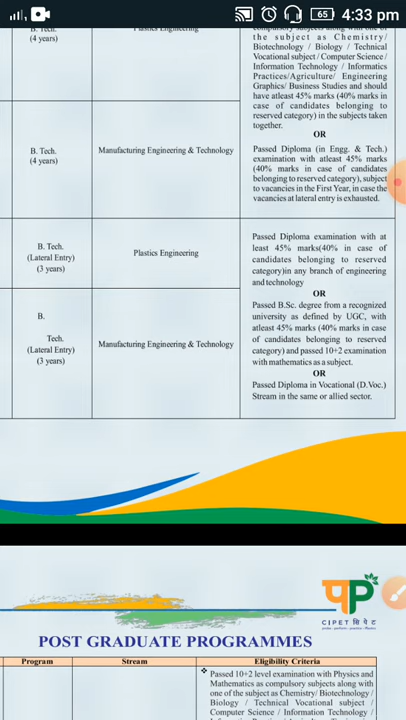 65 4:33 pm
B. Tech.
(4 years)
Plastics Engineering
compulsory subjects along with one of
the subject as Chemistry/
Biotechnology / Biology / Technical
Vocational subject / Computer Science /
Information Technology / Informatics
Practices/Agriculture/ Engineering
Graphics/ Business Studies and should
have atleast 45% marks (40% marks in
case of candidates belonging to
reserved category) in the subjects taken
together.
OR
B. Tech.
(4 years)
Manufacturing Engineering & Technology
Passed Diploma (in Engg. & Tech.)
examination with atleast 45% marks
(40% marks in case of candidates
belonging to reserved category), subject
to vacancies in the First Year, in case the
vacancies at lateral entry is exhausted.
B. Tech.
(Lateral Entry)
(3 years)
Plastics Engineering
Passed Diploma examination with at
least 45% marks(40% in case of
candidates belonging to reserved
category)in any branch of engineering
and technology
OR
B.
Tech.
(Lateral Entry)
(3 years)
Manufacturing Engineering & Technology
Passed B.Sc. degree from a recognized
university as defined by UGC, with
atleast 45% marks (40% marks in case
of candidates belonging to reserved
category) and passed 10+2 examination
with mathematics as a subject.
OR
Passed Diploma in Vocational (D.Voc.)
Stream in the same or allied sector.
CIPET सिपेट
POST GRADUATE PROGRAMMES
Program Stream Eligibility Criteria
❖ Passed 10+2 level examination with Physics and
Mathematics as compulsory subjects along with
one of the subject as Chemistry/ Biotechnology /
Biology / Technical Vocational subject /
Computer Science / Information Technology /